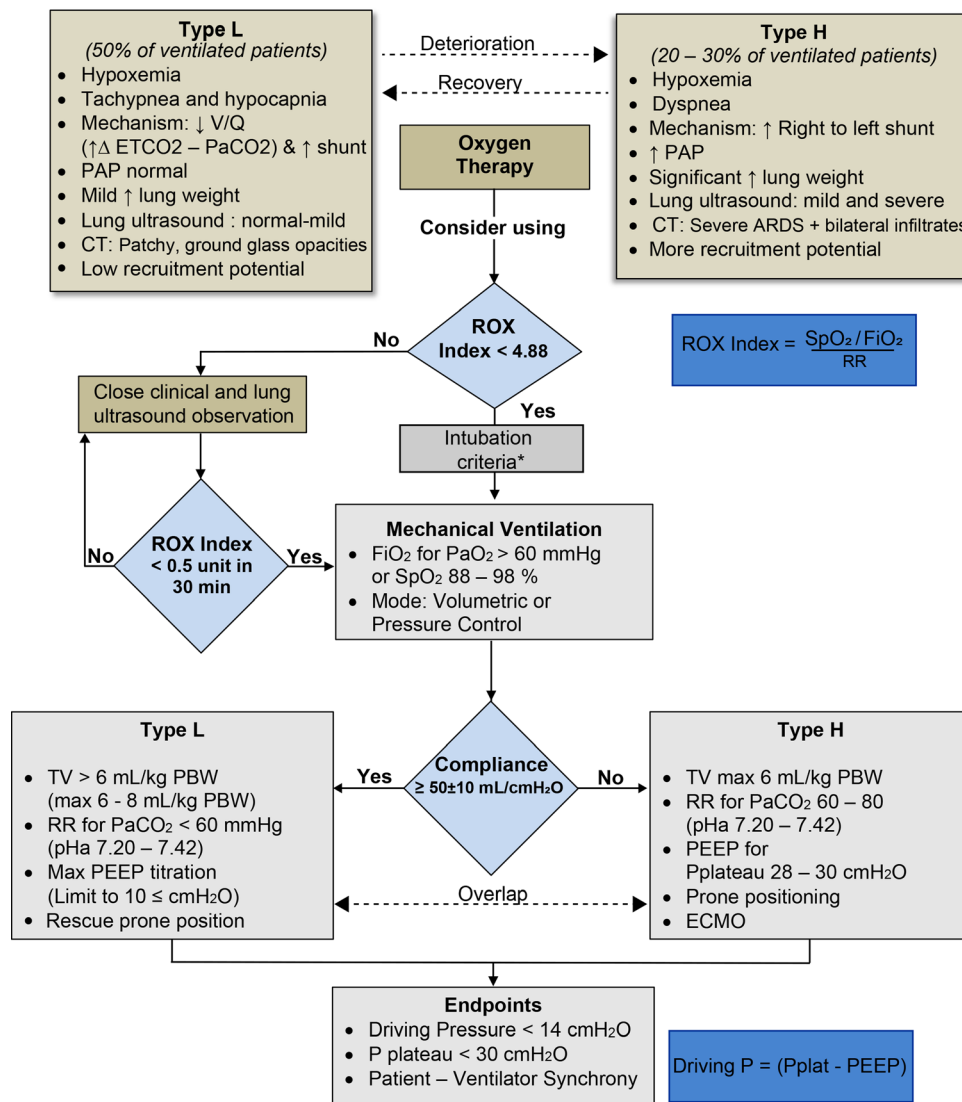 Type L
(50% of ventilated patients)
• Hypoxemia
• Tachypnea and hypocapnia
• Mechanism: ↓ V/Q
(↑Δ ETCO2 – PaCO2) & ↑ shunt
• PAP normal
• Mild ↑ lung weight
• Lung ultrasound : normal-mild
• CT: Patchy, ground glass opacities
• Low recruitment potential
Deterioration
Recovery
Type H
(20 – 30% of ventilated patients)
• Hypoxemia
• Dyspnea
• Mechanism: ↑ Right to left shunt
• ↑ PAP
• Significant ↑ lung weight
• Lung ultrasound: mild and severe
• CT: Severe ARDS + bilateral infiltrates
• More recruitment potential
Oxygen
Therapy
Consider using
ROX
Index < 4.88
No
Yes
ROX Index = SpO₂ / FiO₂
RR
Close clinical and lung
ultrasound observation
Intubation
criteria*
ROX Index
< 0.5 unit in
30 min
No
Yes
Mechanical Ventilation
• FiO₂ for PaO₂ > 60 mmHg
or SpO₂ 88 – 98 %
• Mode: Volumetric or
Pressure Control
Compliance
≥ 50±10 mL/cmH₂O
Yes
No
Type L
• TV > 6 mL/kg PBW
(max 6 - 8 mL/kg PBW)
• RR for PaCO₂ < 60 mmHg
(pHa 7.20 – 7.42)
• Max PEEP titration
(Limit to 10 ≤ cmH₂O)
• Rescue prone position
Overlap
Type H
• TV max 6 mL/kg PBW
• RR for PaCO₂ 60 – 80
(pHa 7.20 – 7.42)
• PEEP for
Pplateau 28 – 30 cmH₂O
• Prone positioning
• ECMO
Endpoints
• Driving Pressure < 14 cmH₂O
• P plateau < 30 cmH₂O
• Patient – Ventilator Synchrony
Driving P = (Pplat - PEEP)